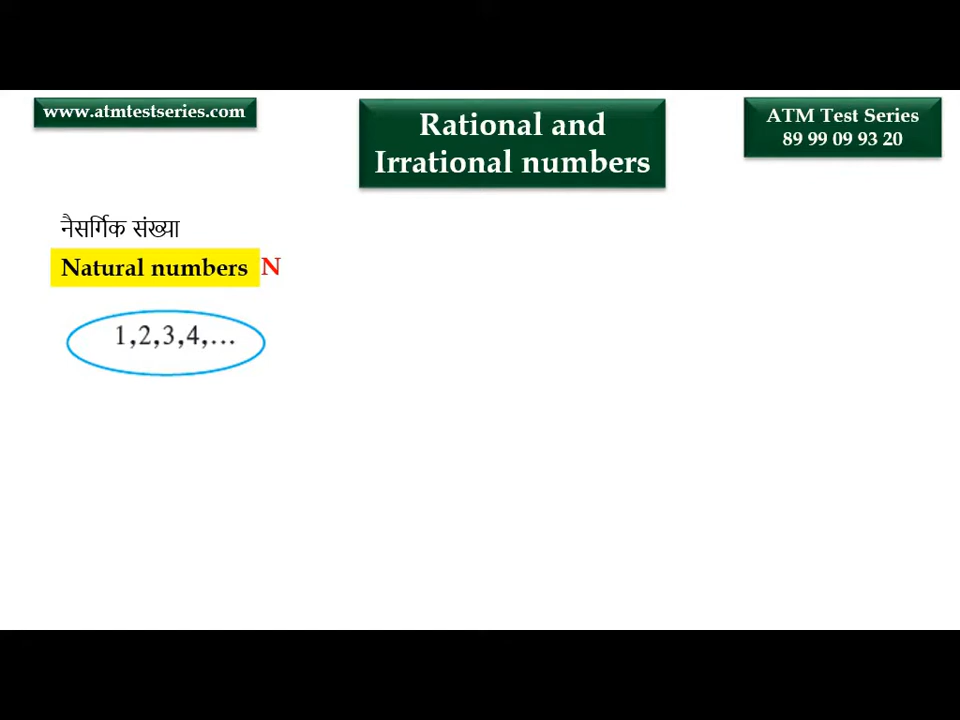 www.atmtestseries.com
Rational and
Irrational numbers
ATM Test Series
89 99 09 93 20
नैसर्गिक संख्या
Natural numbers N
1,2,3,4,...